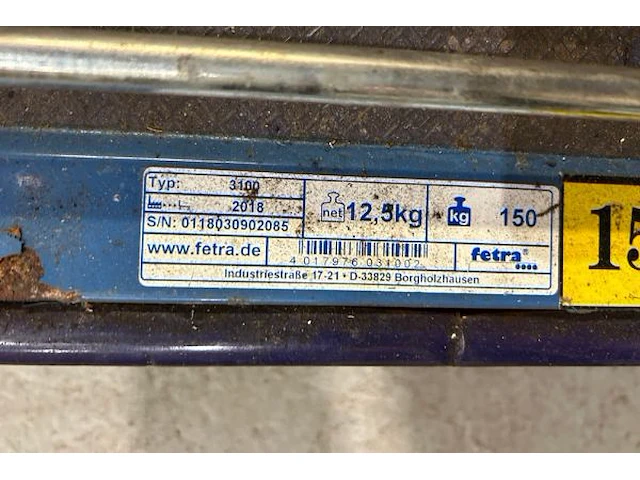 Typ: 3100
2018
S/N: 0118030902085
net 12,5kg
kg 150
www.fetra.de
4 017976 031002
fetra®
Industriestraße 17-21 • D-33829 Borgholzhausen
15